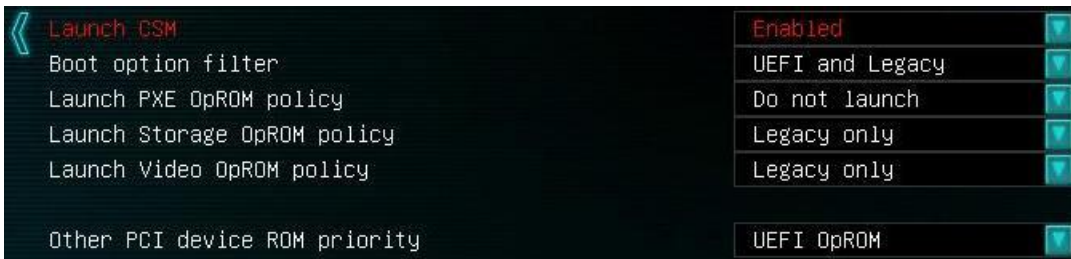 Launch CSM Enabled
Boot option filter UEFI and Legacy
Launch PXE OpROM policy Do not launch
Launch Storage OpROM policy Legacy only
Launch Video OpROM policy Legacy only
Other PCI device ROM priority UEFI OpROM